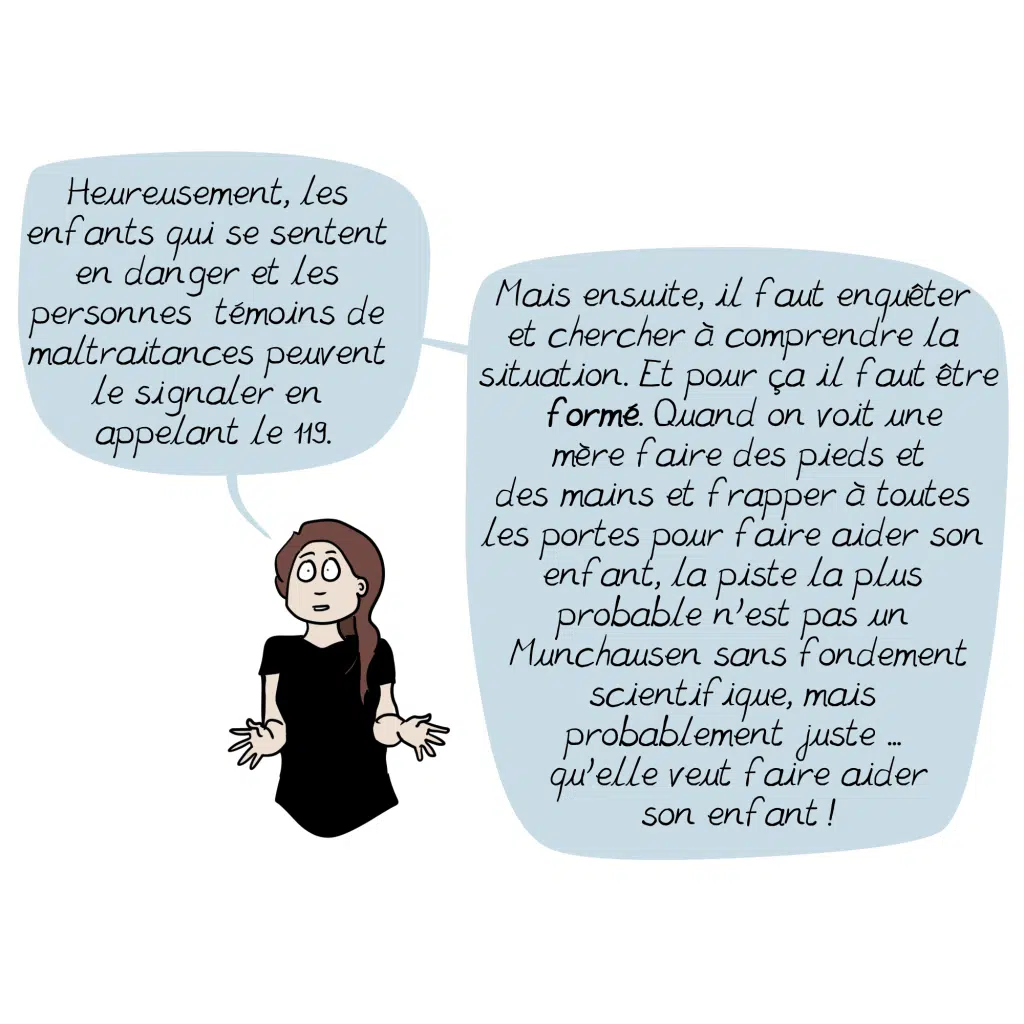 Heureusement, les
enfants qui se sentent
en danger et les
personnes témoins de
maltraitances peuvent
le signaler en
appelant le 119.
Mais ensuite, il faut enquêter
et chercher à comprendre la
situation. Et pour ça il faut être
formé. Quand on voit une
mère faire des pieds et
des mains et frapper à toutes
les portes pour faire aider son
enfant, la piste la plus
probable n'est pas un
Munchausen sans fondement
scientifique, mais
probablement juste ...
qu'elle veut faire aider
son enfant !